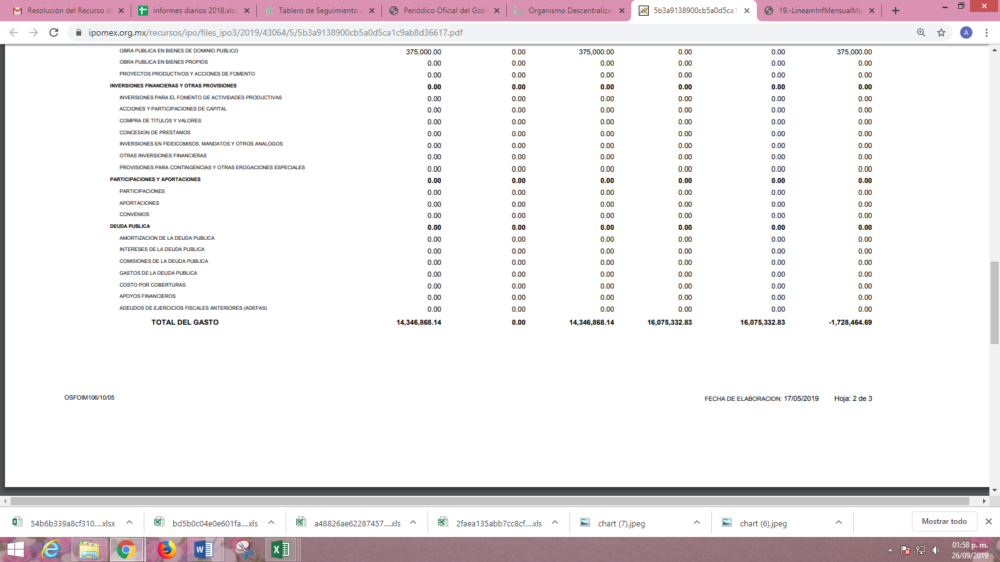 Resolución del Recurso de
informes diarios 2018.xlsx
Tablero de Seguimiento d
Periódico Oficial del Gobi
Organismo Descentralizad
5b3a9138900cb5a0d5ca1
19.-LineamInfMensualMp
ipomex.org.mx/recursos/ipo/files_ipo3/2019/43064/5/5b3a9138900cb5a0d5ca1c9ab8d36617.pdf
A
OBRA PUBLICA EN BIENES DE DOMINIO PUBLICO 375,000.00 0.00 375,000.00 0.00 0.00 375,000.00
OBRA PUBLICA EN BIENES PROPIOS 0.00 0.00 0.00 0.00 0.00 0.00
PROYECTOS PRODUCTIVOS Y ACCIONES DE FOMENTO 0.00 0.00 0.00 0.00 0.00 0.00
INVERSIONES FINANCIERAS Y OTRAS PROVISIONES 0.00 0.00 0.00 0.00 0.00 0.00
INVERSIONES PARA EL FOMENTO DE ACTIVIDADES PRODUCTIVAS 0.00 0.00 0.00 0.00 0.00 0.00
ACCIONES Y PARTICIPACIONES DE CAPITAL 0.00 0.00 0.00 0.00 0.00 0.00
COMPRA DE TITULOS Y VALORES 0.00 0.00 0.00 0.00 0.00 0.00
CONCESION DE PRESTAMOS 0.00 0.00 0.00 0.00 0.00 0.00
INVERSIONES EN FIDEICOMISOS, MANDATOS Y OTROS ANALOGOS 0.00 0.00 0.00 0.00 0.00 0.00
OTRAS INVERSIONES FINANCIERAS 0.00 0.00 0.00 0.00 0.00 0.00
PROVISIONES PARA CONTINGENCIAS Y OTRAS EROGACIONES ESPECIALES 0.00 0.00 0.00 0.00 0.00 0.00
PARTICIPACIONES Y APORTACIONES 0.00 0.00 0.00 0.00 0.00 0.00
PARTICIPACIONES 0.00 0.00 0.00 0.00 0.00 0.00
APORTACIONES 0.00 0.00 0.00 0.00 0.00 0.00
CONVENIOS 0.00 0.00 0.00 0.00 0.00 0.00
DEUDA PUBLICA 0.00 0.00 0.00 0.00 0.00 0.00
AMORTIZACION DE LA DEUDA PUBLICA 0.00 0.00 0.00 0.00 0.00 0.00
INTERESES DE LA DEUDA PUBLICA 0.00 0.00 0.00 0.00 0.00 0.00
COMISIONES DE LA DEUDA PUBLICA 0.00 0.00 0.00 0.00 0.00 0.00
GASTOS DE LA DEUDA PUBLICA 0.00 0.00 0.00 0.00 0.00 0.00
COSTO POR COBERTURAS 0.00 0.00 0.00 0.00 0.00 0.00
APOYOS FINANCIEROS 0.00 0.00 0.00 0.00 0.00 0.00
ADEUDOS DE EJERCICIOS FISCALES ANTERIORES (ADEFAS) 0.00 0.00 0.00 0.00 0.00 0.00
TOTAL DEL GASTO 14,346,868.14 0.00 14,346,868.14 16,075,332.83 16,075,332.83 -1,728,464.69
OSFOIM106/10/05 FECHA DE ELABORACION: 17/05/2019 Hoja: 2 de 3
54b6b339a8cf310....xlsx
bd5b0c04e0e601fa....xls
a48826ae62287457....xls
2faea135abb7cc8cf....xls
chart (7).jpeg
chart (6).jpeg
Mostrar todo
01:58 p. m.
26/09/2019